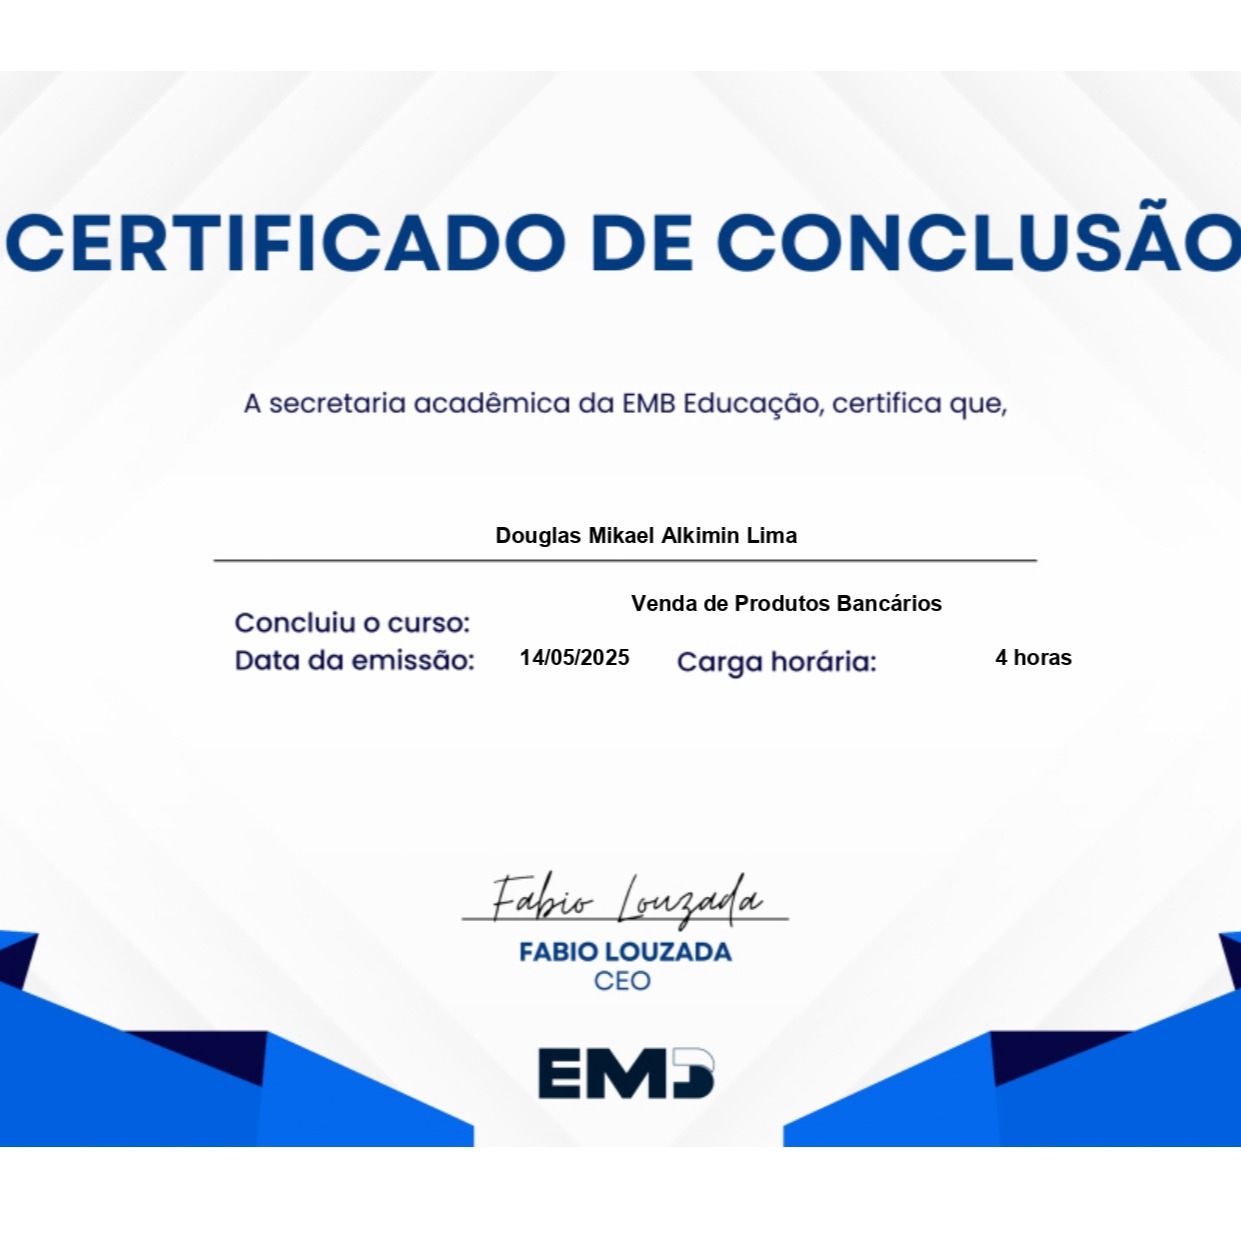 CERTIFICADO DE CONCLUSÃO
A secretaria acadêmica da EMB Educação, certifica que,
Douglas Mikael Alkimin Lima
Concluiu o curso: Venda de Produtos Bancários
Data da emissão: 14/05/2025 Carga horária: 4 horas
Fabio Louzada
FABIO LOUZADA
CEO
EMB